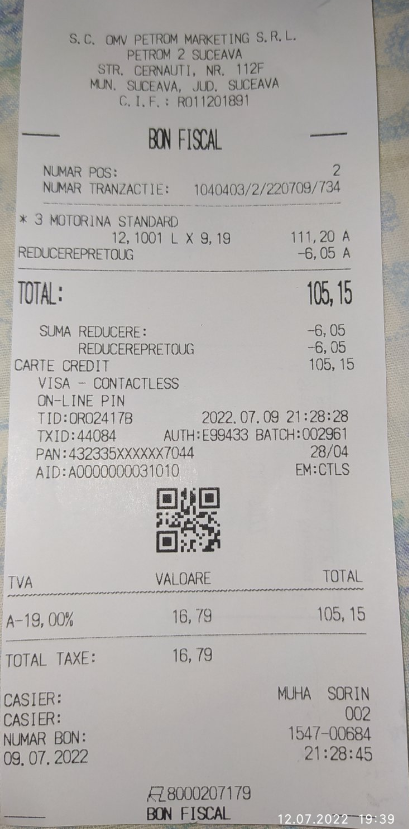 S.C. OMV PETROM MARKETING S.R.L.
PETROM 2 SUCEAVA
STR. CERNAUTI, NR. 112F
MUN. SUCEAVA, JUD. SUCEAVA
C.I.F.: RO11201891
BON FISCAL
NUMAR POS: 2
NUMAR TRANZACTIE: 1040403/2/220709/734
* 3 MOTORINA STANDARD
12,1001 L X 9,19 111,20 A
REDUCEREPRETOUG -6,05 A
TOTAL: 105,15
SUMA REDUCERE: -6,05
REDUCEREPRETOUG -6,05
CARTE CREDIT 105,15
VISA - CONTACTLESS
ON-LINE PIN
TID:0R02417B 2022.07.09 21:28:28
TXID:44084 AUTH:E99433 BATCH:002961
PAN:432335XXXXXX7044 28/04
AID:A0000000031010 EM:CTLS
TVA VALOARE TOTAL
A-19,00% 16,79 105,15
TOTAL TAXE: 16,79
CASIER: MUHA SORIN
CASIER: 002
NUMAR BON: 1547-00684
09.07.2022 21:28:45
8000207179
BON FISCAL
12.07.2022 19:39